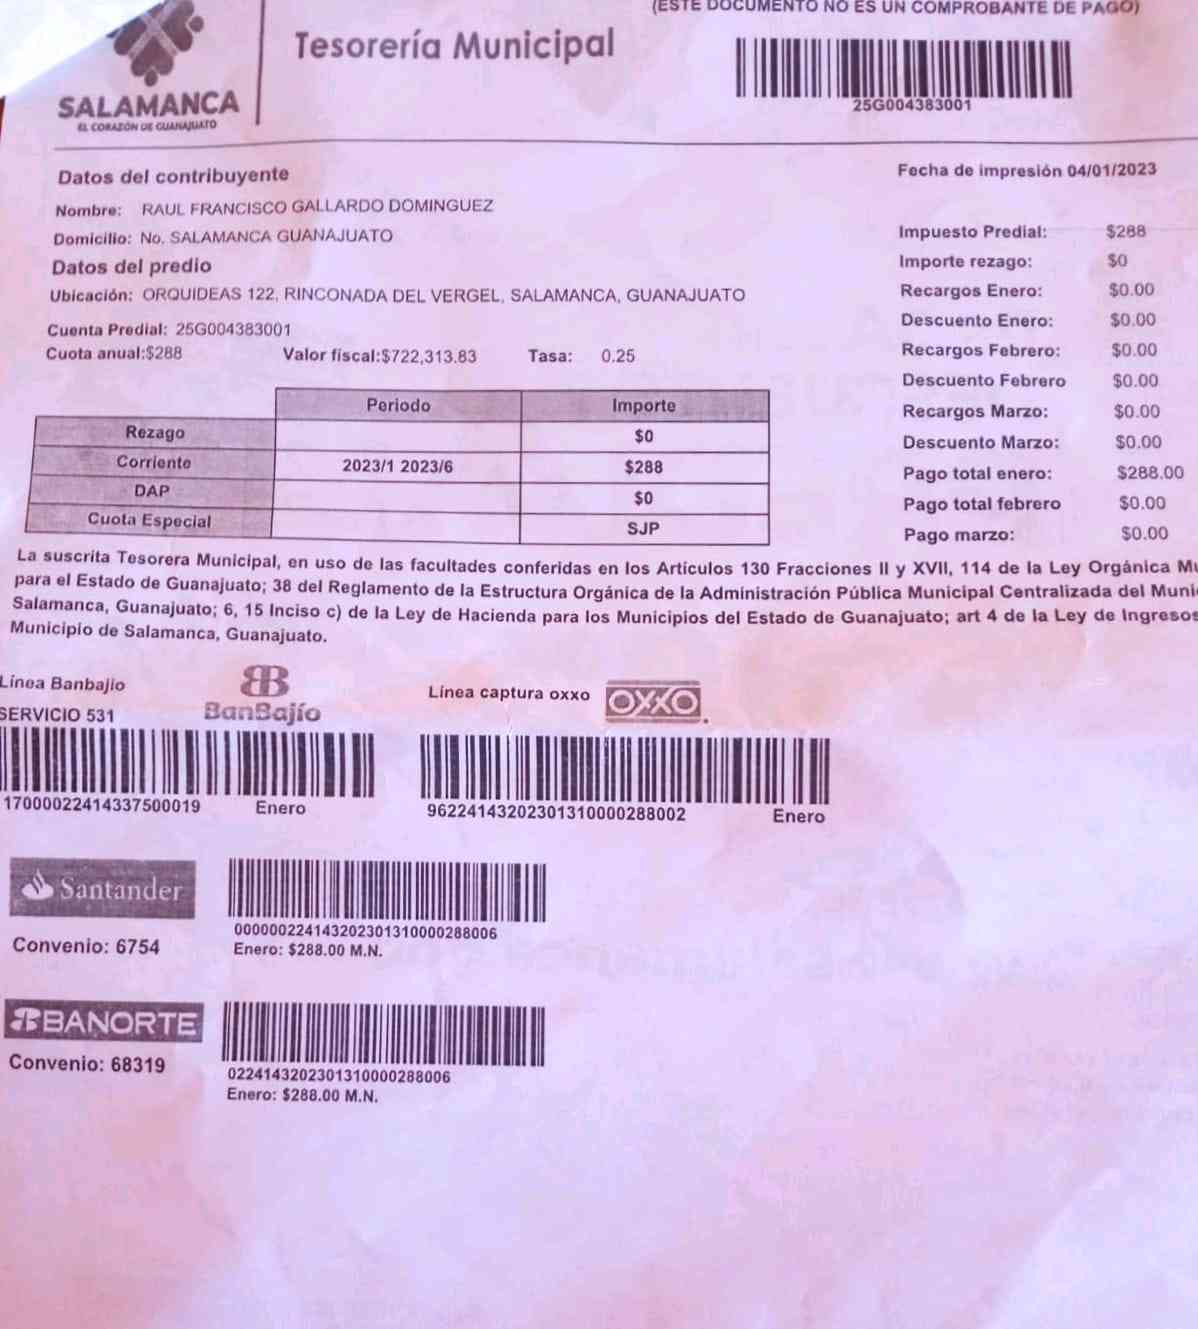 (ESTE DOCUMENTO NO ES UN COMPROBANTE DE PAGO)
Tesorería Municipal
SALAMANCA
EL CORAZÓN DE GUANAJUATO
25G004383001
Fecha de impresión 04/01/2023
Datos del contribuyente
Nombre: RAUL FRANCISCO GALLARDO DOMINGUEZ
Domicilio: No. SALAMANCA GUANAJUATO
Datos del predio
Ubicación: ORQUIDEAS 122, RINCONADA DEL VERGEL, SALAMANCA, GUANAJUATO
Cuenta Predial: 25G004383001
Cuota anual:$288 Valor fiscal:$722,313.83 Tasa: 0.25
Impuesto Predial: $288
Importe rezago: $0
Recargos Enero: $0.00
Descuento Enero: $0.00
Recargos Febrero: $0.00
Descuento Febrero $0.00
Recargos Marzo: $0.00
Descuento Marzo: $0.00
Pago total enero: $288.00
Pago total febrero $0.00
Pago marzo: $0.00
Periodo Importe
Rezago $0
Corriente 2023/1 2023/6 $288
DAP $0
Cuota Especial SJP
La suscrita Tesorera Municipal, en uso de las facultades conferidas en los Artículos 130 Fracciones II y XVII, 114 de la Ley Orgánica Mu
para el Estado de Guanajuato; 38 del Reglamento de la Estructura Orgánica de la Administración Pública Municipal Centralizada del Muni
Salamanca, Guanajuato; 6, 15 Inciso c) de la Ley de Hacienda para los Municipios del Estado de Guanajuato; art 4 de la Ley de Ingresos
Municipio de Salamanca, Guanajuato.
Línea Banbajio
BanBajío
SERVICIO 531
17000022414337500019 Enero
Línea captura oxxo OXXO
96224143202301310000288002 Enero
Santander
Convenio: 6754
000000224143202301310000288006
Enero: $288.00 M.N.
BANORTE
Convenio: 68319
0224143202301310000288006
Enero: $288.00 M.N.